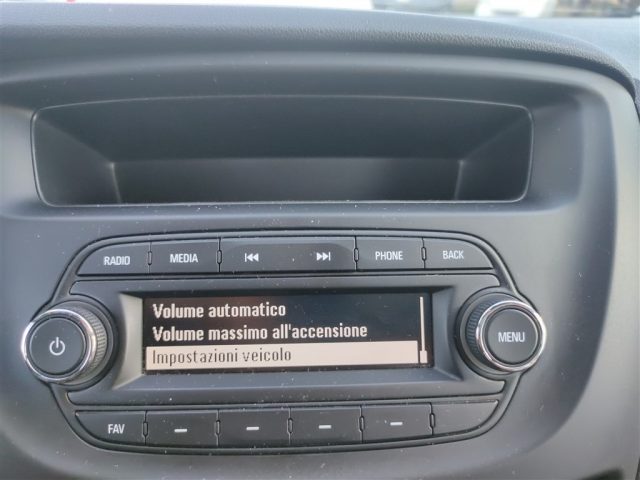 RADIO MEDIA PHONE BACK
Volume automatico
Volume massimo all'accensione
Impostazioni veicolo
MENU
FAV